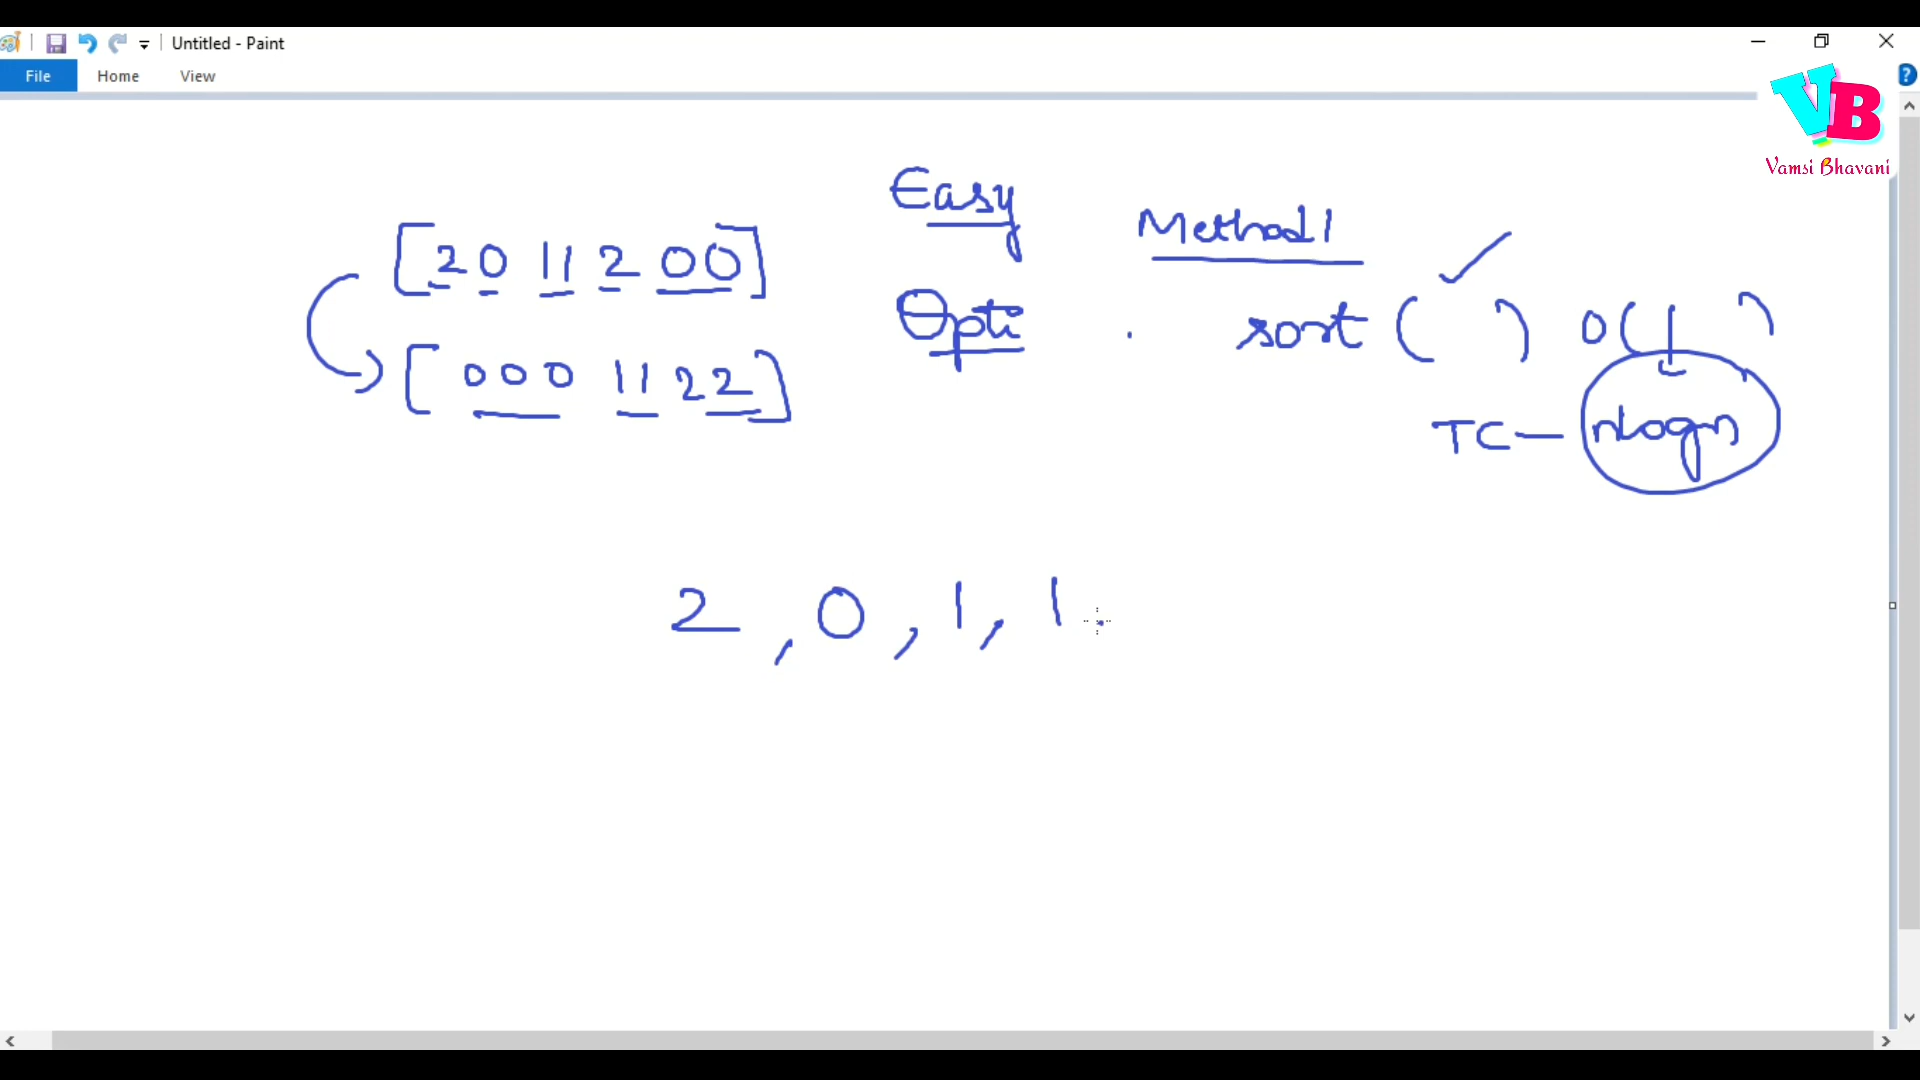 Untitled - Paint
File Home View
VB
Vamsi Bhavani
Easy
Method 1
[2 0 1 1 2 0 0]
Opti . sort ( ) O( )
[ 0 0 0 1 1 2 2 ]
TC — nlogn
2 , 0 , 1 , 1